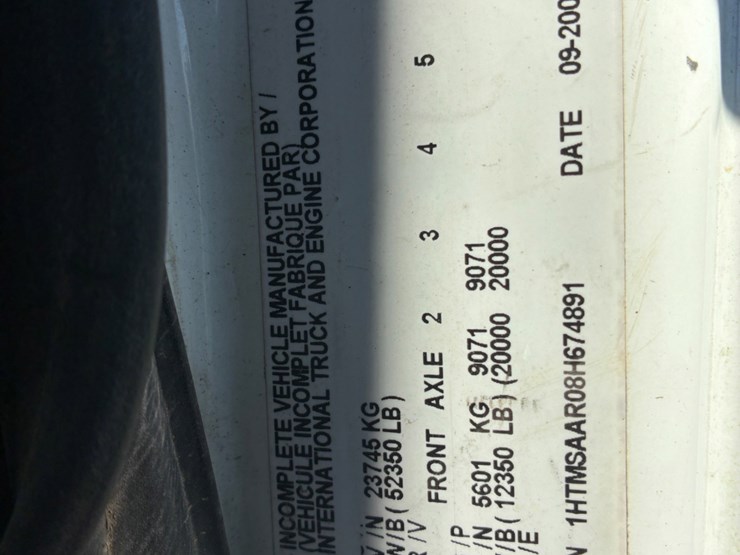 INCOMPLETE VEHICLE MANUFACTURED BY /
(VEHICULE INCOMPLET FABRIQUE PAR)
INTERNATIONAL TRUCK AND ENGINE CORPORATION
V/N 23745 KG
W/B ( 52350 LB )
/V FRONT AXLE 2 3 4 5
/P
/N 5601 KG 9071 9071
/B ( 12350 LB ) (20000 20000
/E
N 1HTMSAAR08H674891 DATE 09-200